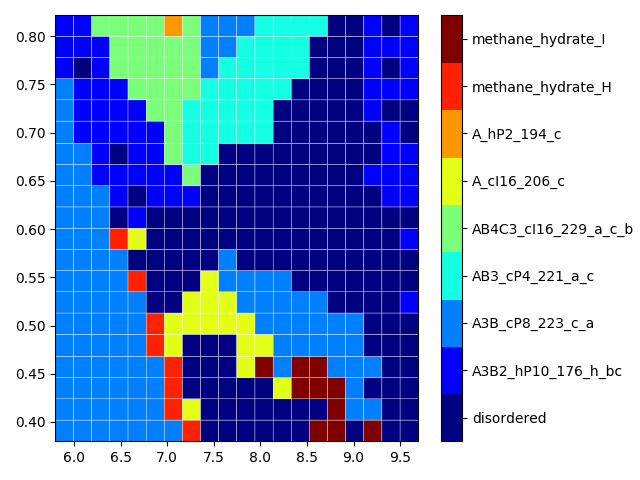 0.80
0.75
0.70
0.65
0.60
0.55
0.50
0.45
0.40
6.0 6.5 7.0 7.5 8.0 8.5 9.0 9.5
methane_hydrate_I
methane_hydrate_H
A_hP2_194_c
A_cI16_206_c
AB4C3_cI16_229_a_c_b
AB3_cP4_221_a_c
A3B_cP8_223_c_a
A3B2_hP10_176_h_bc
disordered